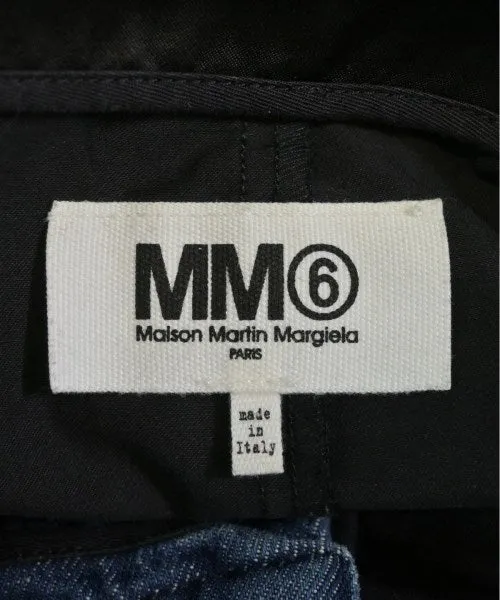 MM⑥
Maison Martin Margiela
PARIS
made
in
Italy